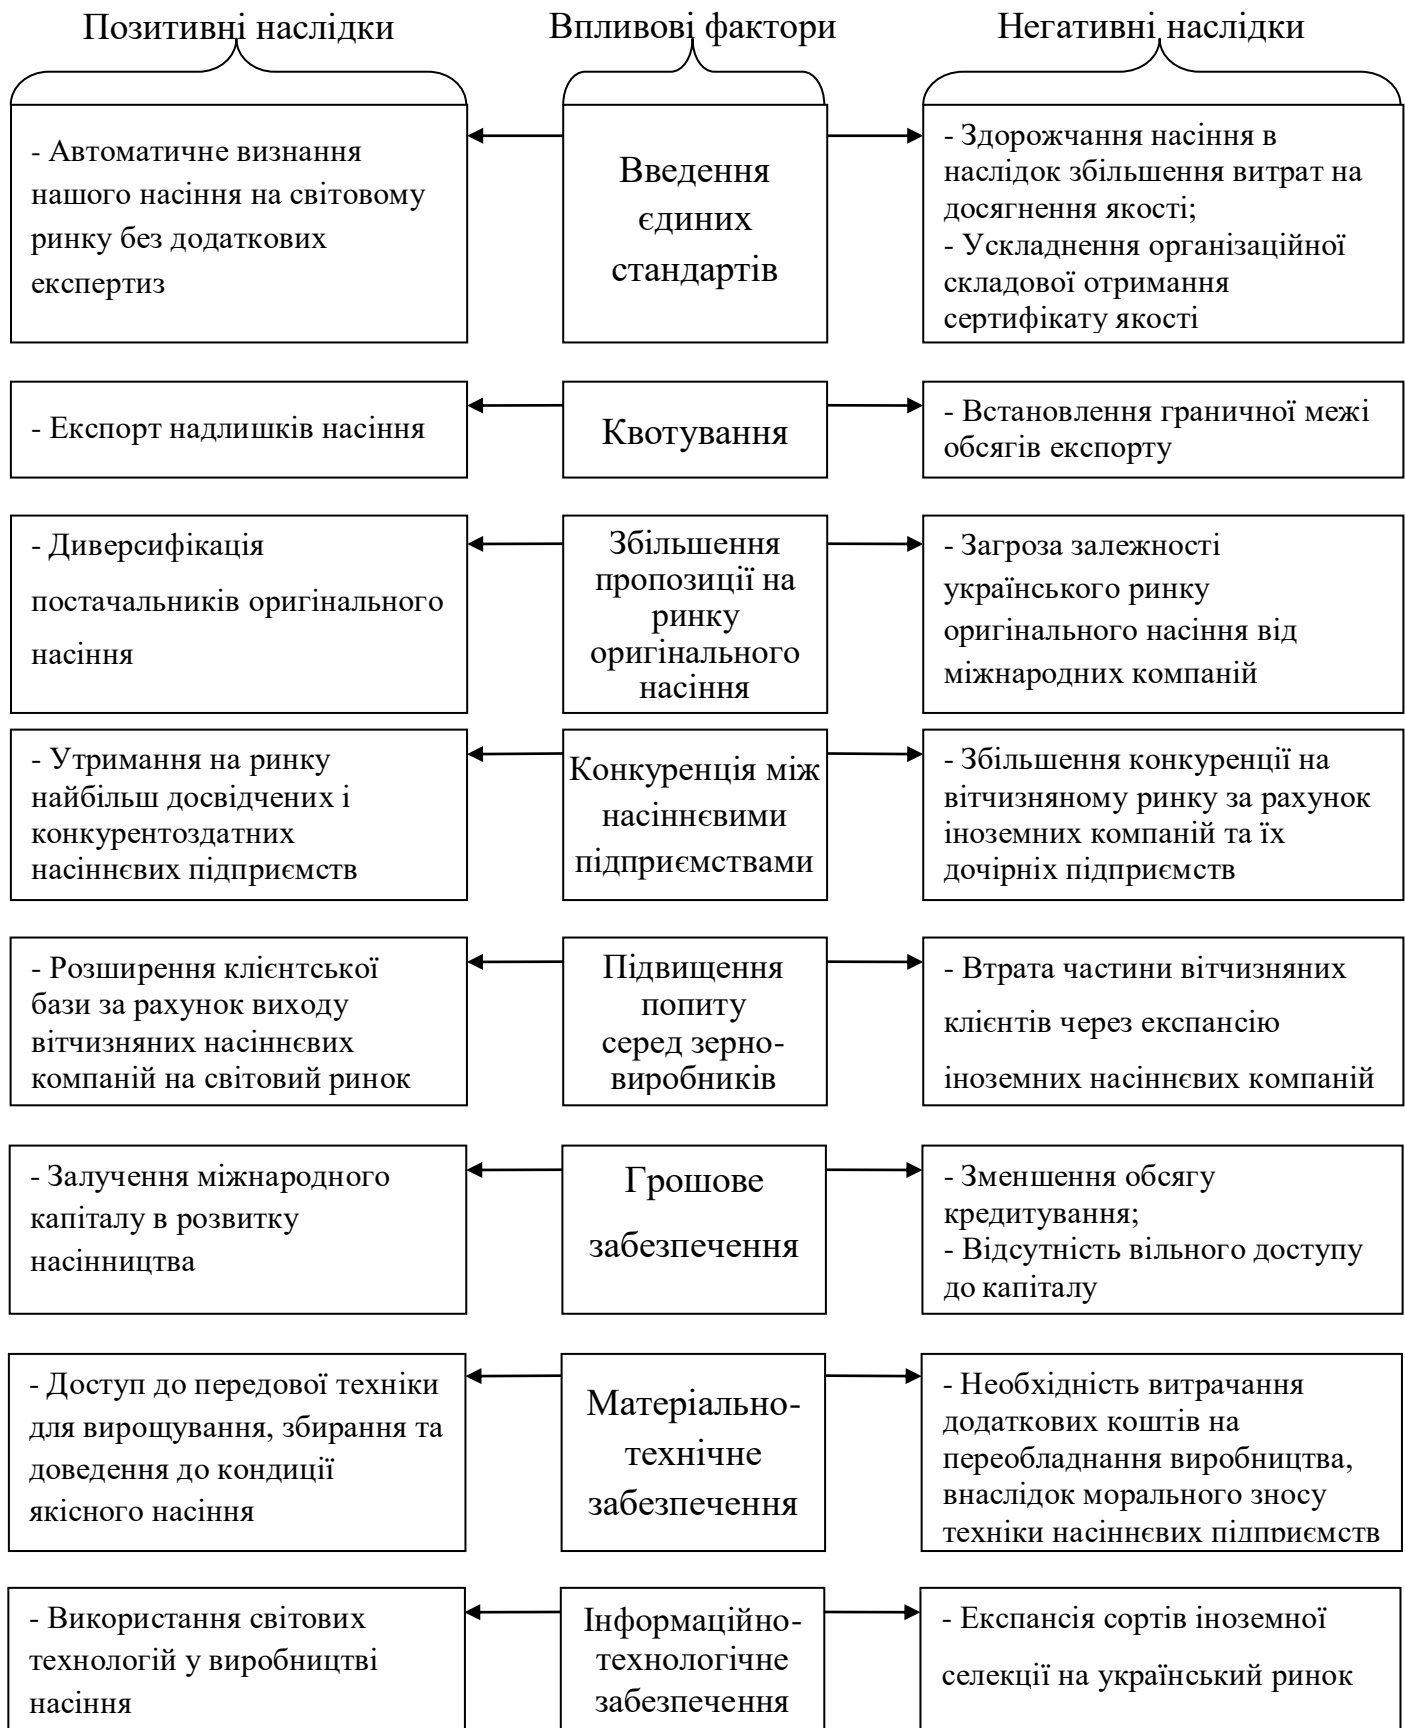 Позитивні наслідки
Впливові фактори
Негативні наслідки
- Автоматичне визнання
нашого насіння на світовому
ринку без додаткових
експертиз
Введення
єдиних
стандартів
- Здорожчання насіння в
наслідок збільшення витрат на
досягнення якості;
- Ускладнення організаційної
складової отримання
сертифікату якості
- Експорт надлишків насіння
Квотування
- Встановлення граничної межі
обсягів експорту
- Диверсифікація
постачальників оригінального
насіння
Збільшення
пропозиції на
ринку
оригінального
насіння
- Загроза залежності
українського ринку
оригінального насіння від
міжнародних компаній
- Утримання на ринку
найбільш досвідчених і
конкурентоздатних
насіннєвих підприємств
Конкуренція між
насіннєвими
підприємствами
- Збільшення конкуренції на
вітчизняному ринку за рахунок
іноземних компаній та їх
дочірніх підприємств
- Розширення клієнтської
бази за рахунок виходу
вітчизняних насіннєвих
компаній на світовий ринок
Підвищення
попиту
серед зерно-
виробників
- Втрата частини вітчизняних
клієнтів через експансію
іноземних насіннєвих компаній
- Залучення міжнародного
капіталу в розвитку
насінництва
Грошове
забезпечення
- Зменшення обсягу
кредитування;
- Відсутність вільного доступу
до капіталу
- Доступ до передової техніки
для вирощування, збирання та
доведення до кондиції
якісного насіння
Матеріально-
технічне
забезпечення
- Необхідність витрачання
додаткових коштів на
переобладнання виробництва,
внаслідок морального зносу
техніки насіннєвих підприємств
- Використання світових
технологій у виробництві
насіння
Інформаційно-
технологічне
забезпечення
- Експансія сортів іноземної
селекції на український ринок